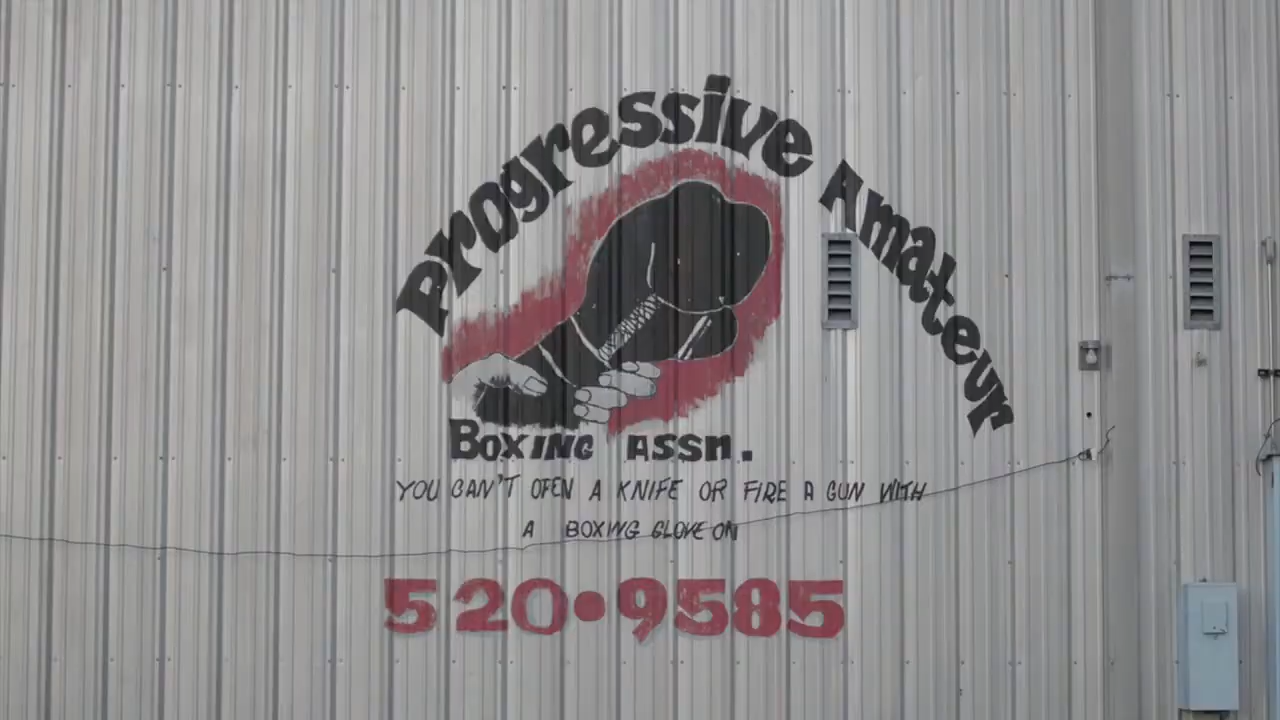 Progressive Amateur
BOXING ASSN.
YOU CAN'T OPEN A KNIFE OR FIRE A GUN WITH
A BOXING GLOVE ON
520•9585